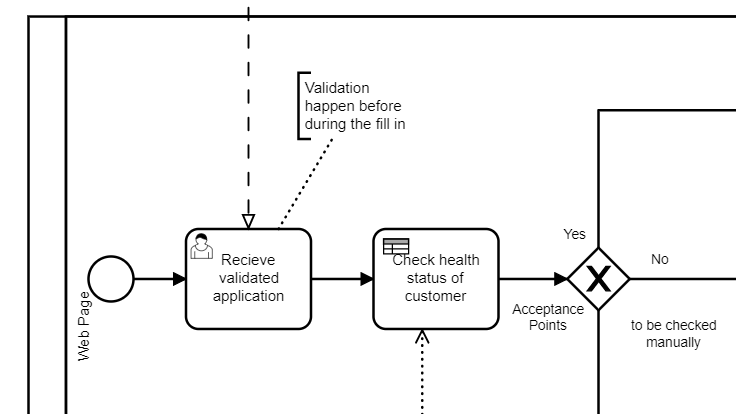 Validation
happen before
during the fill in
Recieve
validated
application
Check health
status of
customer
Yes
No
Acceptance
Points
to be checked
manually
Web Page